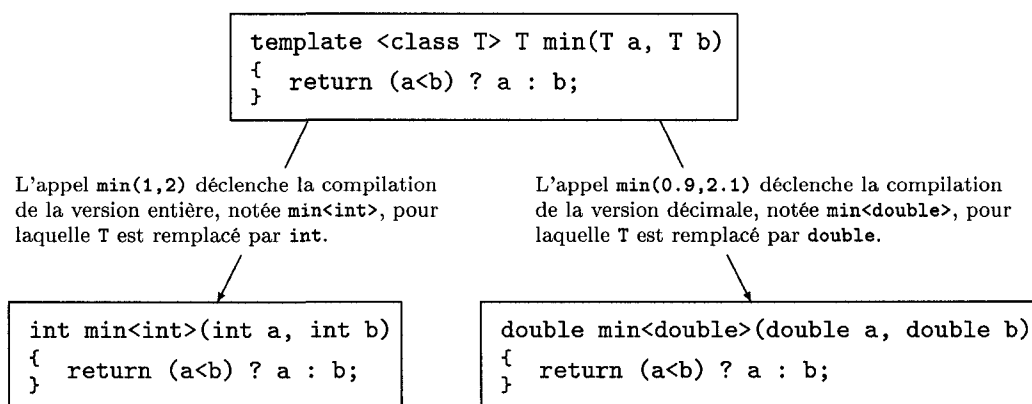 template <class T> T min(T a, T b)
{
return (a<b) ? a : b;
}
L'appel min(1,2) déclenche la compilation
de la version entière, notée min<int>, pour
laquelle T est remplacé par int.
L'appel min(0.9,2.1) déclenche la compilation
de la version décimale, notée min<double>, pour
laquelle T est remplacé par double.
int min<int>(int a, int b)
{
return (a<b) ? a : b;
}
double min<double>(double a, double b)
{
return (a<b) ? a : b;
}